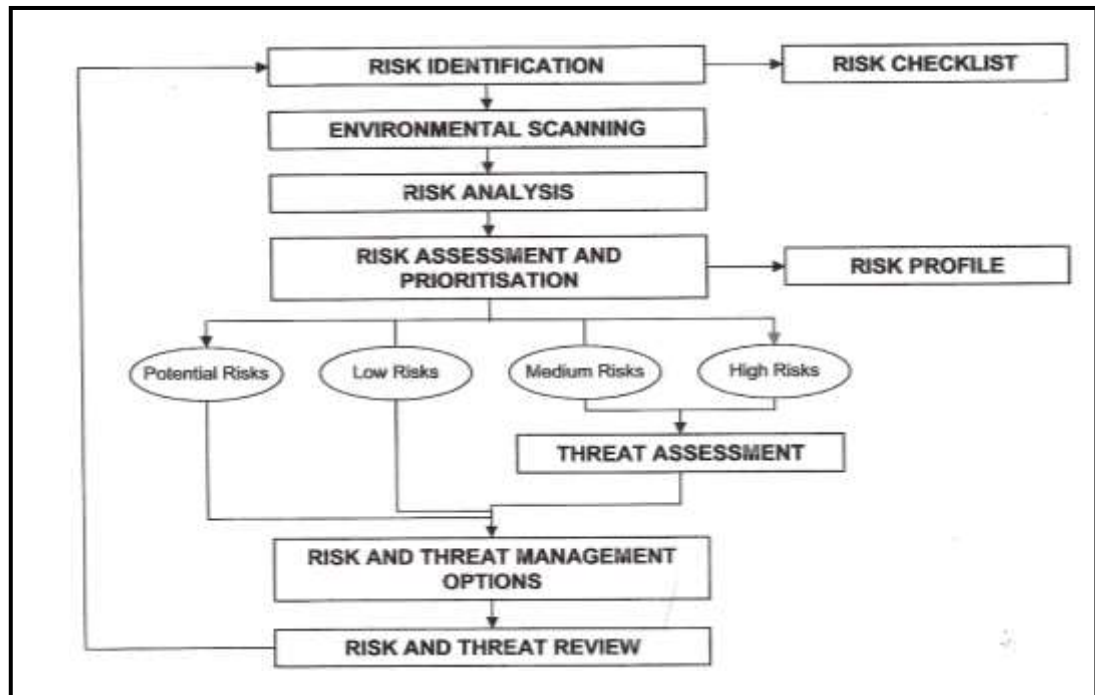 RISK IDENTIFICATION
RISK CHECKLIST
ENVIRONMENTAL SCANNING
RISK ANALYSIS
RISK ASSESSMENT AND
PRIORITISATION
RISK PROFILE
Potential Risks
Low Risks
Medium Risks
High Risks
THREAT ASSESSMENT
RISK AND THREAT MANAGEMENT
OPTIONS
RISK AND THREAT REVIEW